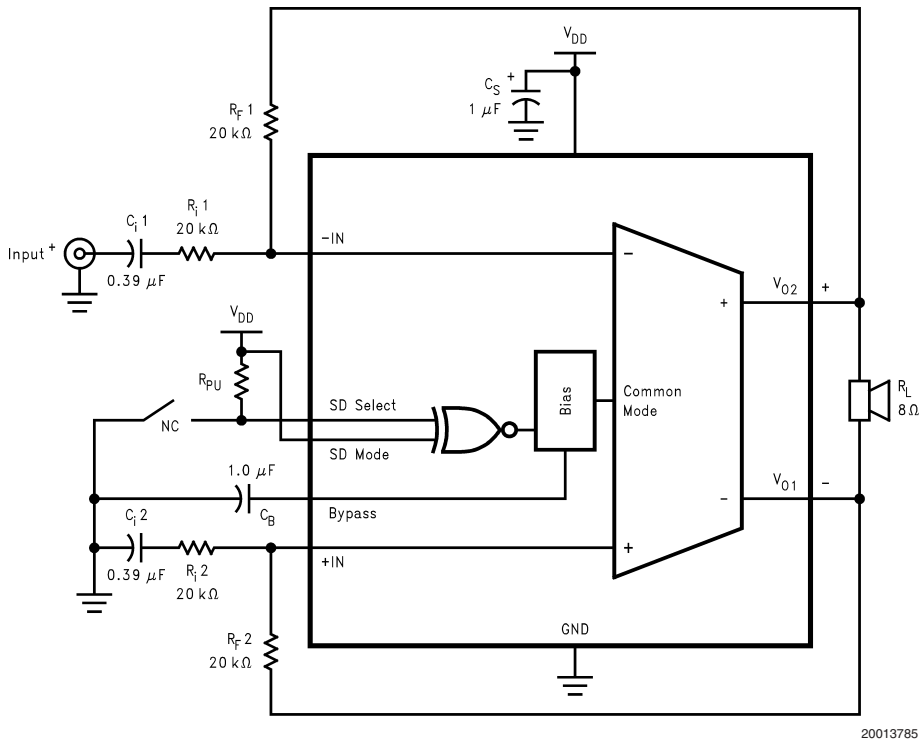 V_DD
C_S +
1 µF
R_F 1
20 kΩ
C_i 1
R_i 1
20 kΩ
Input +
0.39 µF
-IN
−
V_O2 +
+
V_DD
R_PU
SD Select
NC
SD Mode
Bias
Common
Mode
R_L
8Ω
1.0 µF
C_B
Bypass
V_O1 −
−
C_i 2
0.39 µF
R_i 2
20 kΩ
+IN
+
R_F 2
20 kΩ
GND
20013785